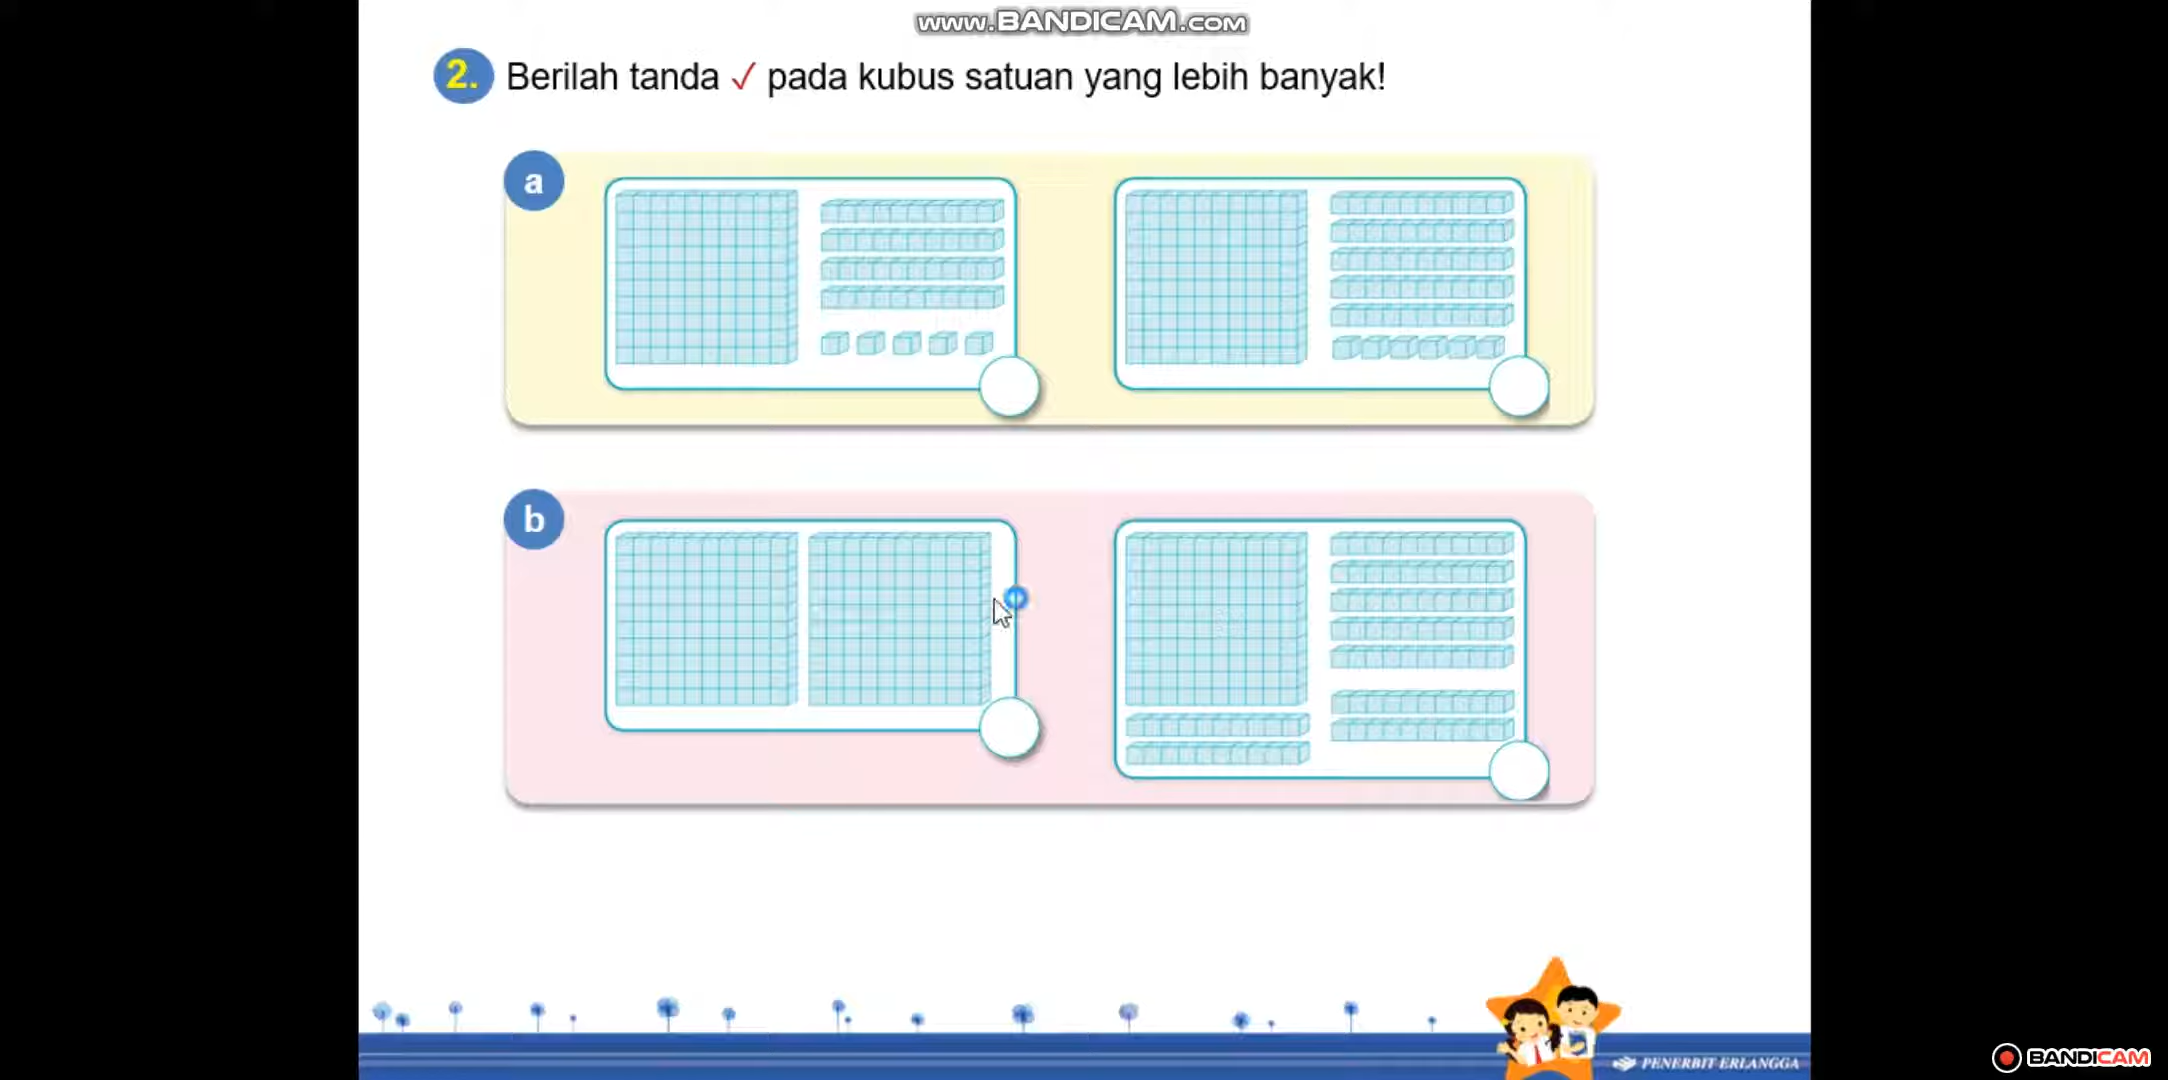 www.BANDICAM.com
2. Berilah tanda ✓ pada kubus satuan yang lebih banyak!
a
b
PENERBIT ERLANGGA
BANDICAM